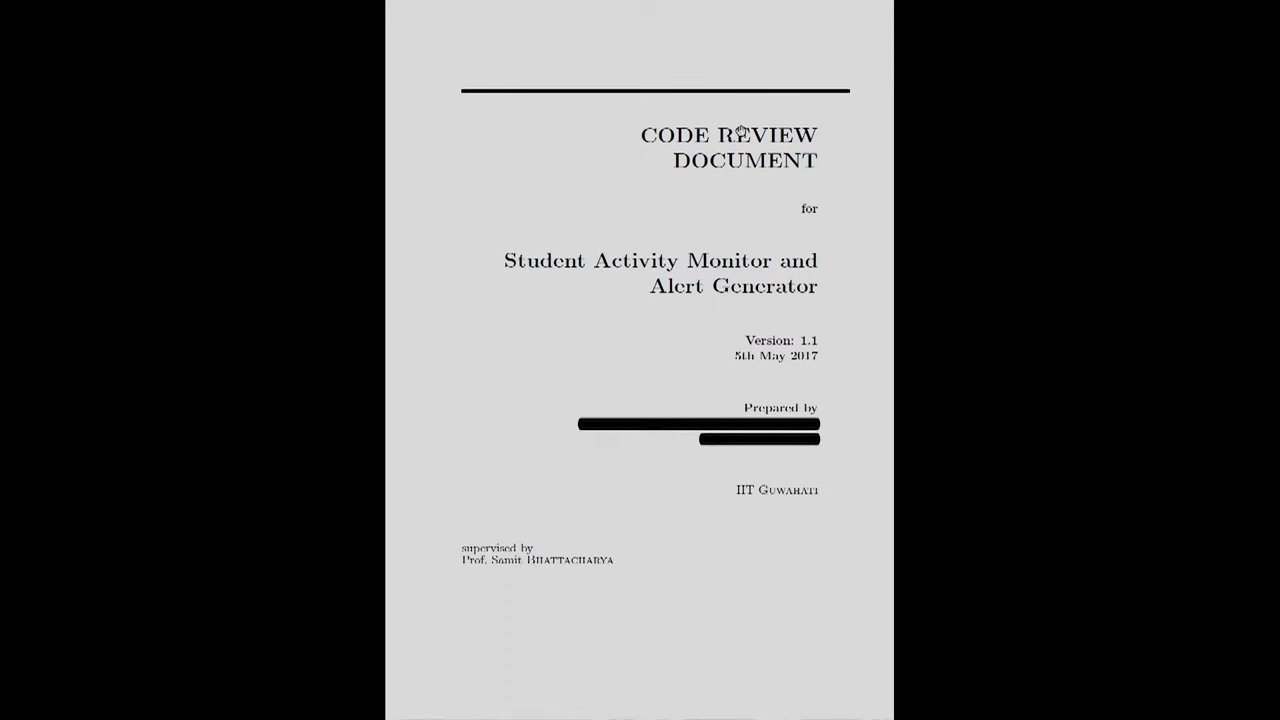 CODE REVIEW
DOCUMENT
for
Student Activity Monitor and
Alert Generator
Version: 1.1
5th May 2017
Prepared by
IIT GUWAHATI
supervised by
Prof. Samit BHATTACHARYA